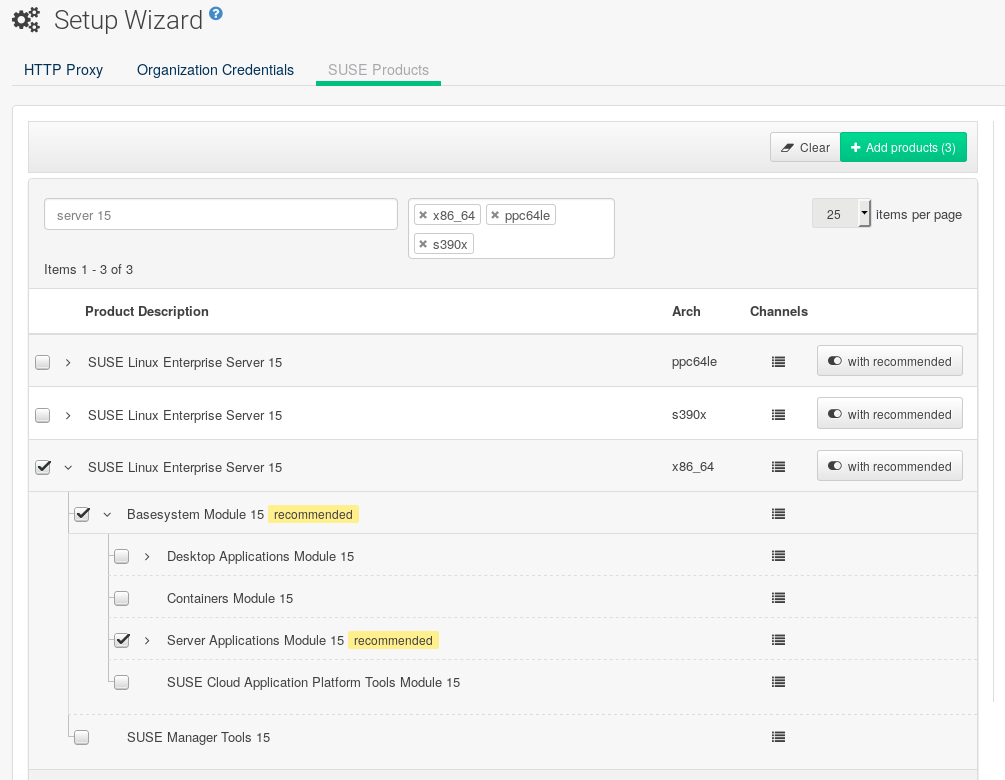 Setup Wizard ?
HTTP Proxy Organization Credentials SUSE Products
Clear + Add products (3)
server 15 × x86_64 × ppc64le 25 items per page
× s390x
Items 1 - 3 of 3
Product Description Arch Channels
SUSE Linux Enterprise Server 15 ppc64le with recommended
SUSE Linux Enterprise Server 15 s390x with recommended
SUSE Linux Enterprise Server 15 x86_64 with recommended
Basesystem Module 15 recommended
Desktop Applications Module 15
Containers Module 15
Server Applications Module 15 recommended
SUSE Cloud Application Platform Tools Module 15
SUSE Manager Tools 15